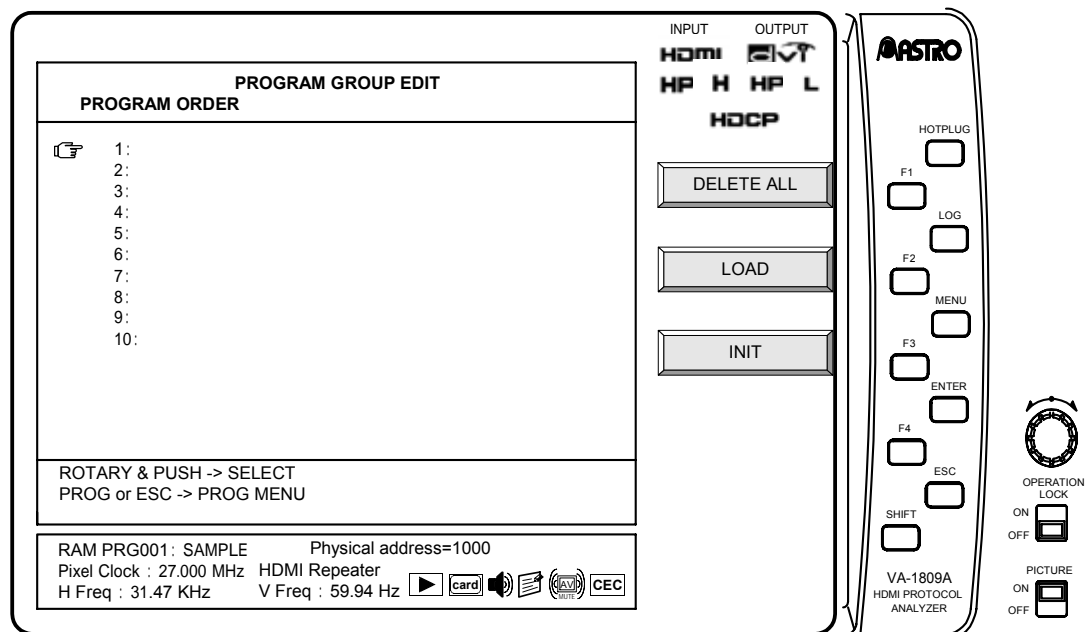 INPUT OUTPUT
HDMI DVI
HP H HP L
HDCP
PROGRAM GROUP EDIT
PROGRAM ORDER
1:
2:
3:
4:
5:
6:
7:
8:
9:
10:
ROTARY & PUSH -> SELECT
PROG or ESC -> PROG MENU
RAM PRG001: SAMPLE Physical address=1000
Pixel Clock : 27.000 MHz HDMI Repeater
H Freq : 31.47 KHz V Freq : 59.94 Hz card AV MUTE CEC
DELETE ALL
LOAD
INIT
ASTRO
HOTPLUG
F1
LOG
F2
MENU
F3
ENTER
F4
ESC
SHIFT
VA-1809A
HDMI PROTOCOL
ANALYZER
OPERATION
LOCK
ON
OFF
PICTURE
ON
OFF